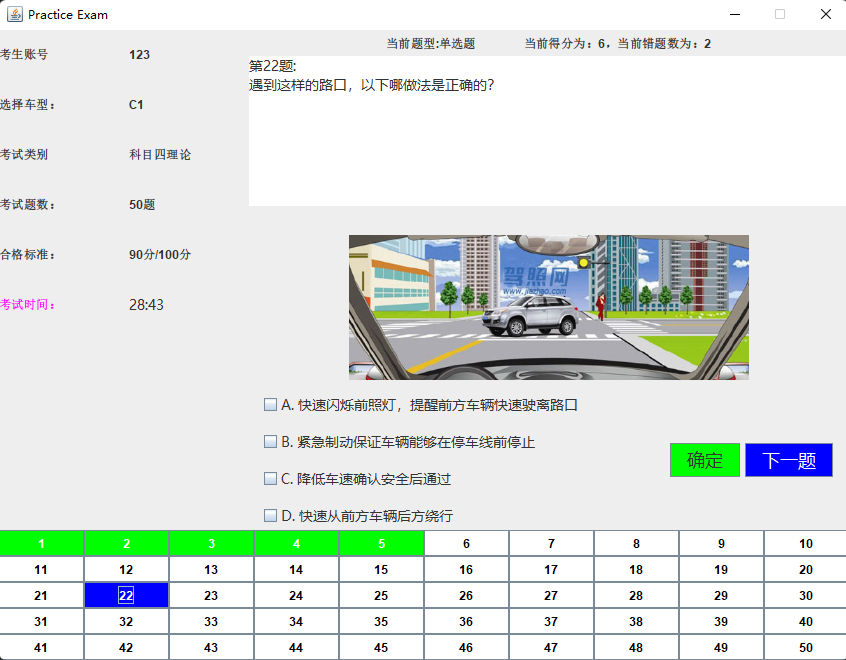 Practice Exam
当前题型:单选题 当前得分为：6，当前错题数为：2
考生账号 123
第22题:
遇到这样的路口，以下哪做法是正确的？
选择车型： C1
考试类别 科目四理论
考试题数： 50题
合格标准： 90分/100分
考试时间： 28:43
驾照网
www.jiazhao.com
A. 快速闪烁前照灯，提醒前方车辆快速驶离路口
B. 紧急制动保证车辆能够在停车线前停止
C. 降低车速确认安全后通过
D. 快速从前方车辆后方绕行
确定 下一题
1 2 3 4 5 6 7 8 9 10
11 12 13 14 15 16 17 18 19 20
21 22 23 24 25 26 27 28 29 30
31 32 33 34 35 36 37 38 39 40
41 42 43 44 45 46 47 48 49 50